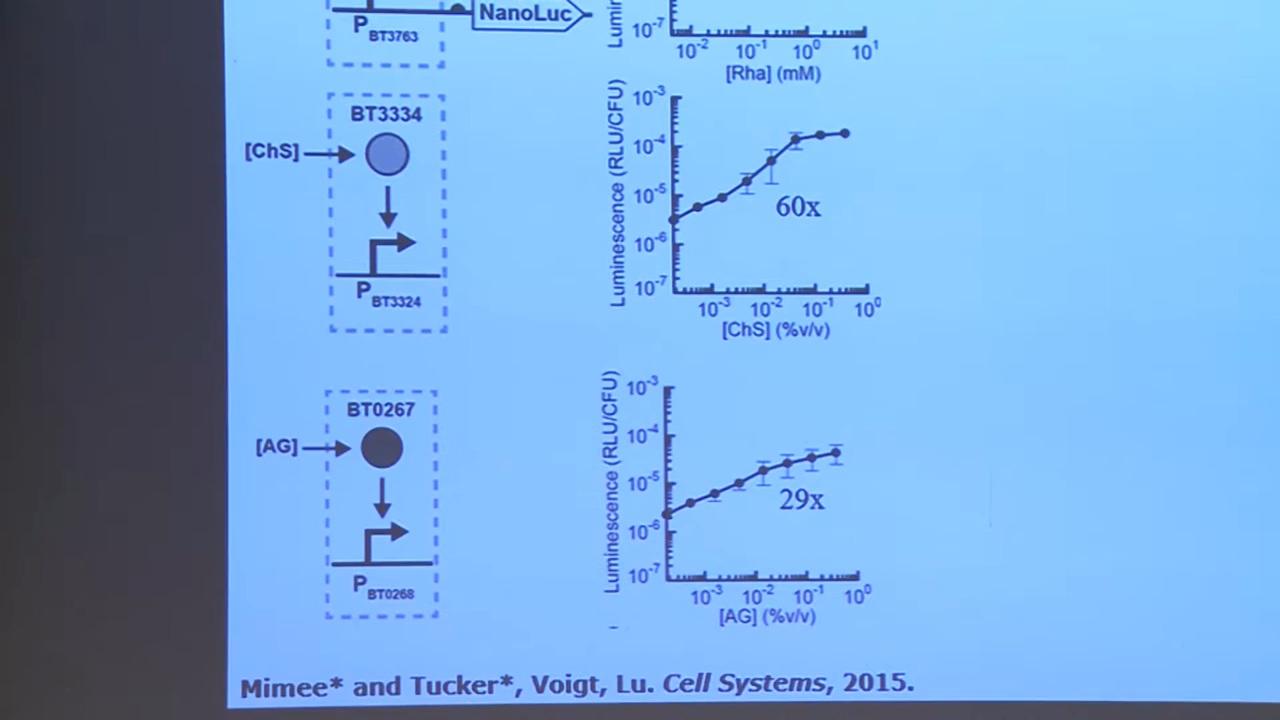 P BT3763
NanoLuc
Lumin
10-7
10-2 10-1 100 101
[Rha] (mM)
BT3334
[ChS]
P BT3324
Luminescence (RLU/CFU)
10-3
10-4
10-5
10-6
10-7
60x
10-3 10-2 10-1 100
[ChS] (%v/v)
BT0267
[AG]
P BT0268
Luminescence (RLU/CFU)
10-3
10-4
10-5
10-6
10-7
29x
10-3 10-2 10-1 100
[AG] (%v/v)
Mimee* and Tucker*, Voigt, Lu. Cell Systems, 2015.